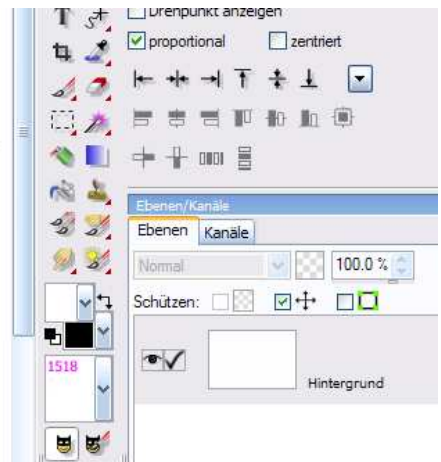 Drehpunkt anzeigen
proportional zentriert
Ebenen/Kanäle
Ebenen Kanäle
Normal 100.0 %
Schützen:
1518
Hintergrund